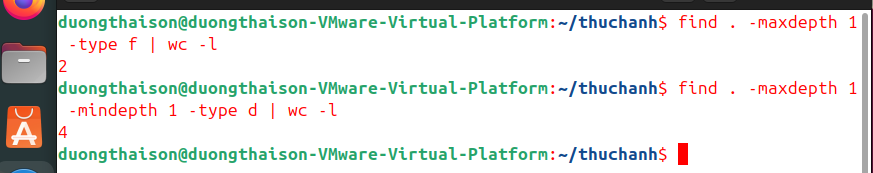 duongthaison@duongthaison-VMware-Virtual-Platform:~/thuchanh$ find . -maxdepth 1
 -type f | wc -l
2
duongthaison@duongthaison-VMware-Virtual-Platform:~/thuchanh$ find . -maxdepth 1
 -mindepth 1 -type d | wc -l
4
duongthaison@duongthaison-VMware-Virtual-Platform:~/thuchanh$